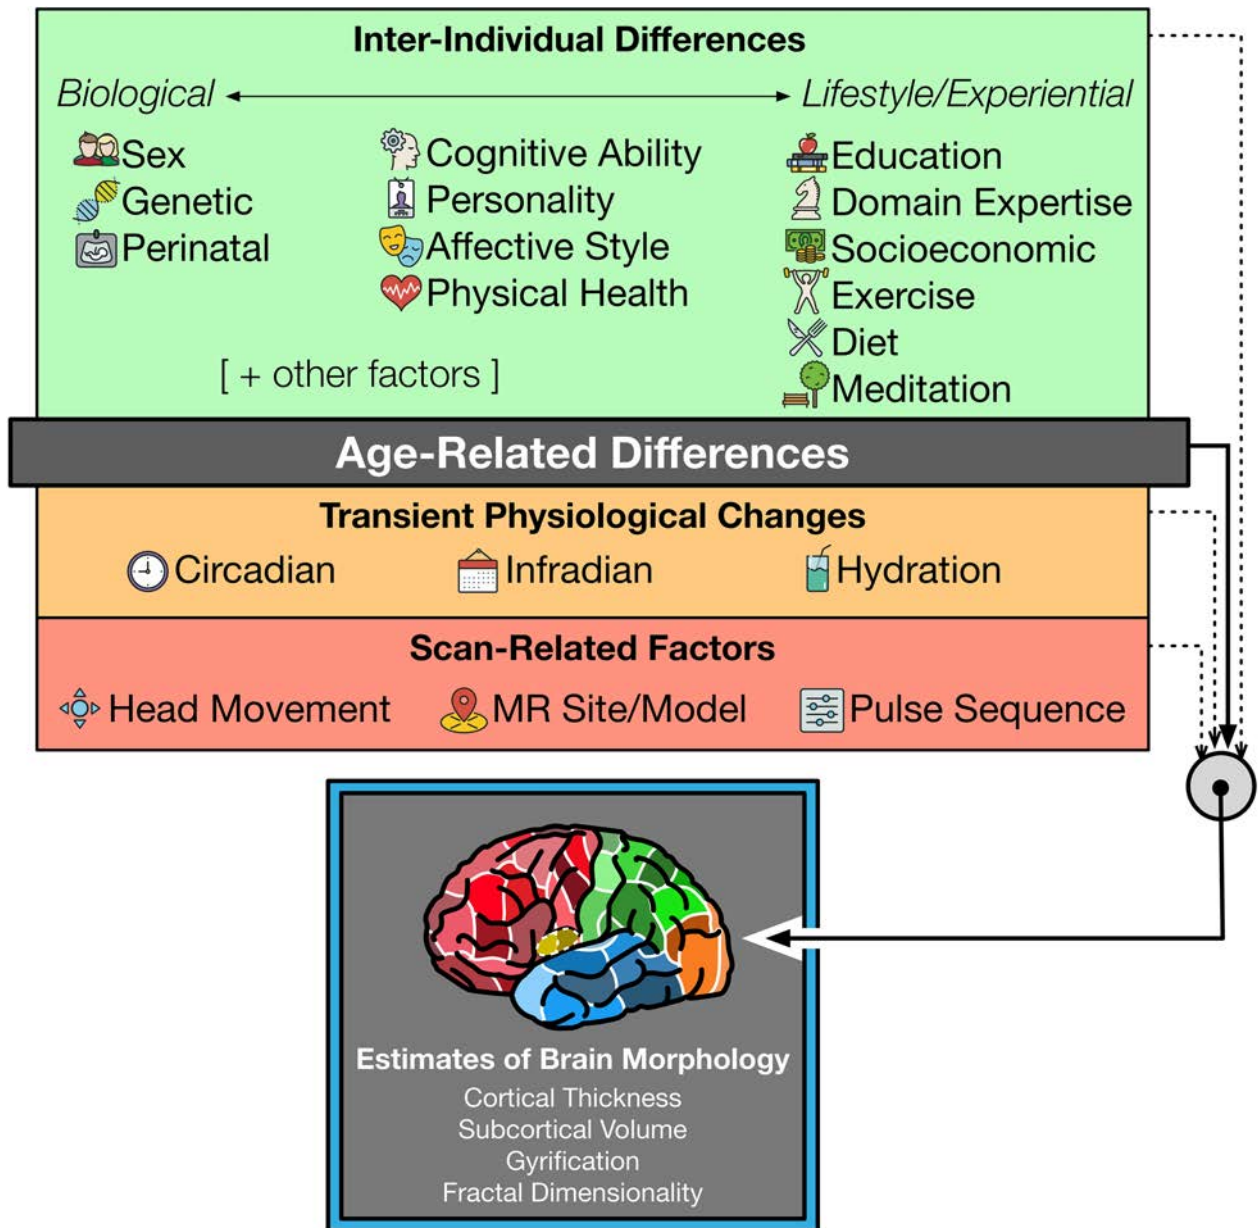 Inter-Individual Differences
Biological
Lifestyle/Experiential
Sex
Genetic
Perinatal
Cognitive Ability
Personality
Affective Style
Physical Health
Education
Domain Expertise
Socioeconomic
Exercise
Diet
Meditation
[ + other factors ]
Age-Related Differences
Transient Physiological Changes
Circadian
Infradian
Hydration
Scan-Related Factors
Head Movement
MR Site/Model
Pulse Sequence
Estimates of Brain Morphology
Cortical Thickness
Subcortical Volume
Gyrification
Fractal Dimensionality